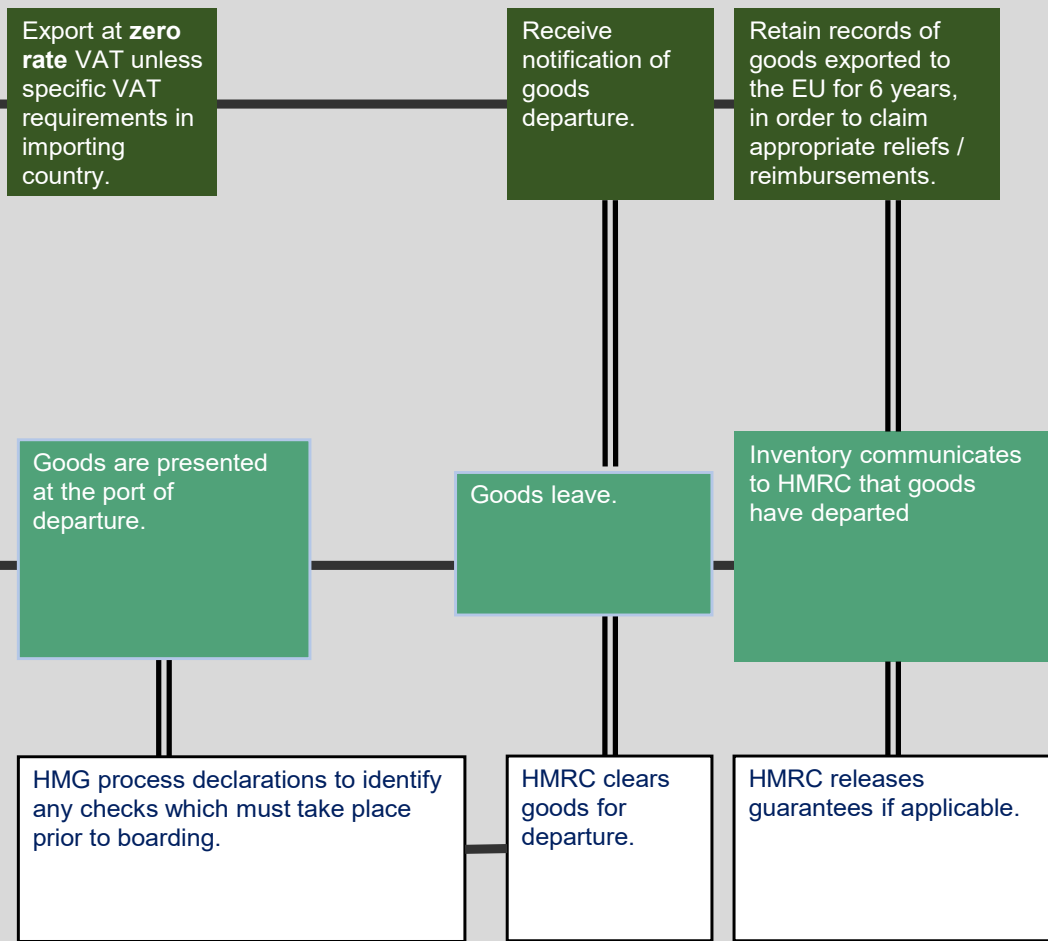 Export at zero
rate VAT unless
specific VAT
requirements in
importing
country.
Receive
notification of
goods
departure.
Retain records of
goods exported to
the EU for 6 years,
in order to claim
appropriate reliefs /
reimbursements.
Goods are presented
at the port of
departure.
Goods leave.
Inventory communicates
to HMRC that goods
have departed
HMG process declarations to identify
any checks which must take place
prior to boarding.
HMRC clears
goods for
departure.
HMRC releases
guarantees if applicable.